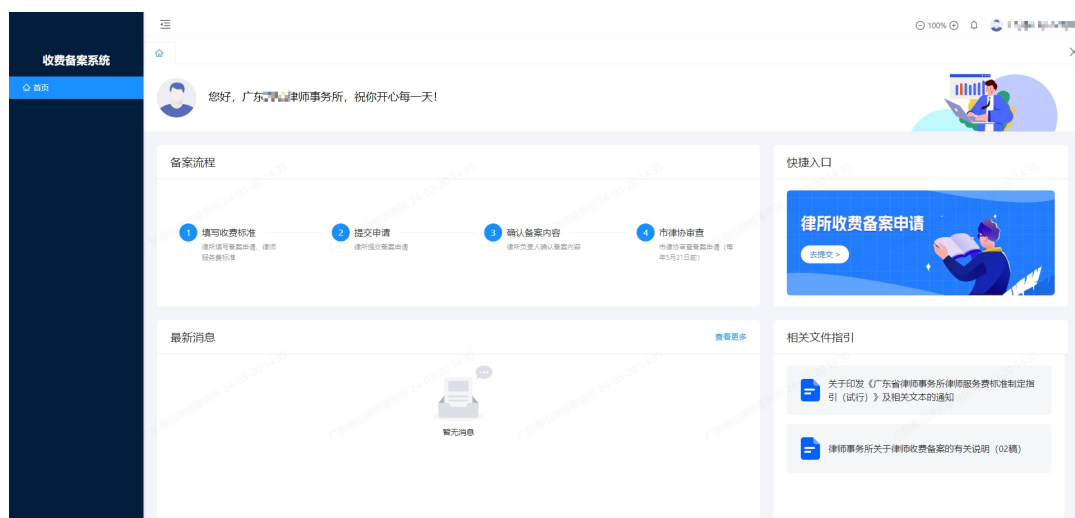 100%
收费备案系统
首页
您好，广东律师事务所，祝你开心每一天！
备案流程
1 填写收费标准
律所填写备案申请、律师
服务费标准
2 提交申请
律所提交备案申请
3 确认备案内容
律所负责人确认备案内容
4 市律协审查
市律协审查备案申请（每
年5月31日前）
快捷入口
律所收费备案申请
去提交 >
最新消息
查看更多
暂无消息
相关文件指引
关于印发《广东省律师事务所律师服务费标准制定指
引（试行）》及相关文本的通知
律师事务所关于律师收费备案的有关说明（02稿）